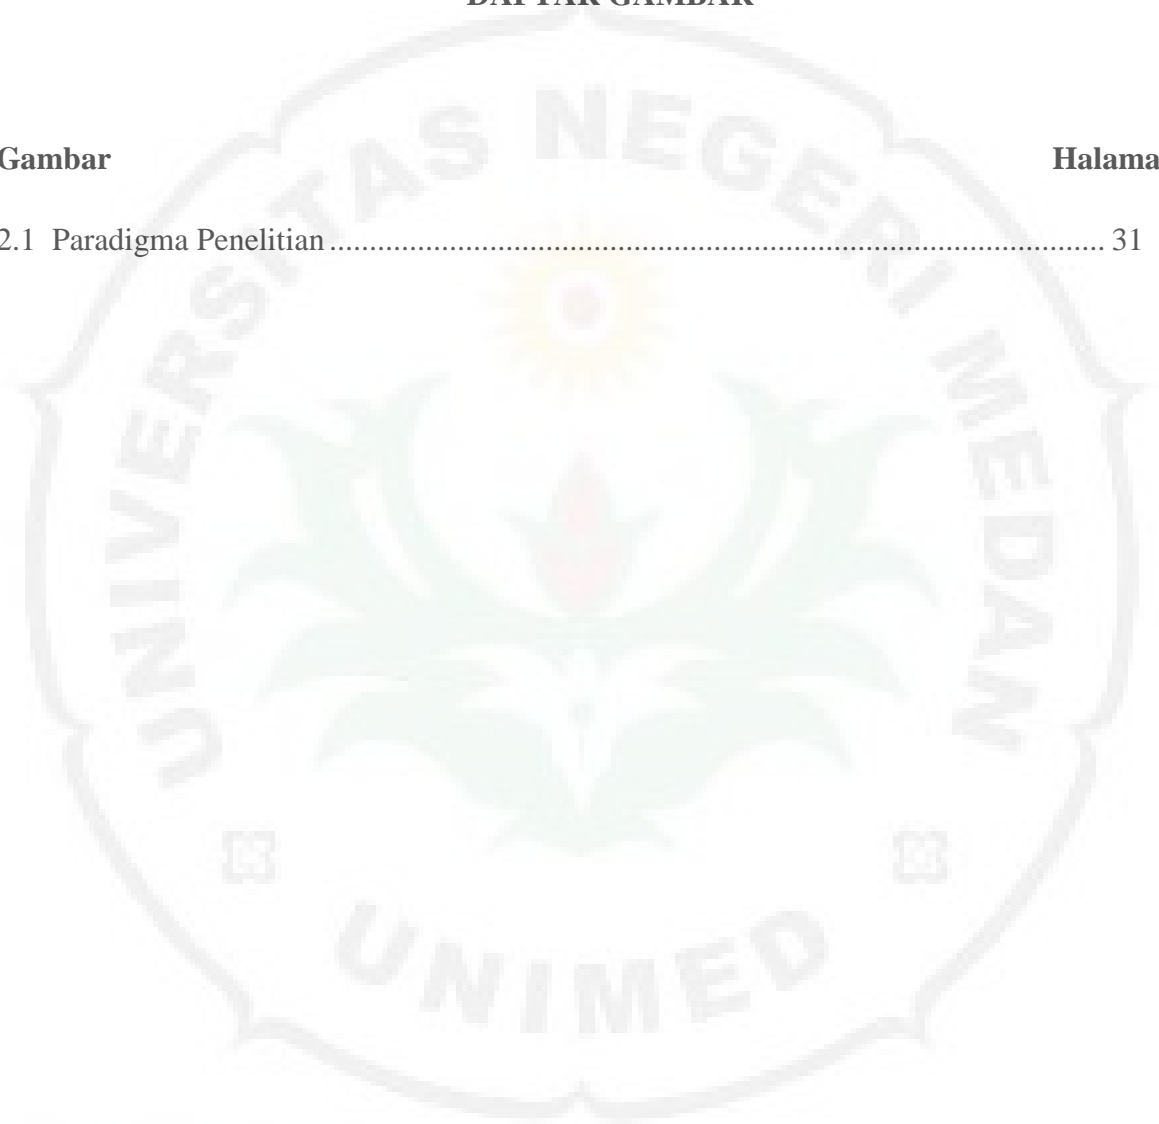 DAFTAR GAMBAR
Gambar Halama
2.1 Paradigma Penelitian .................................................................................................... 31
UNIVERSITAS NEGERI MEDAN
UNIMED